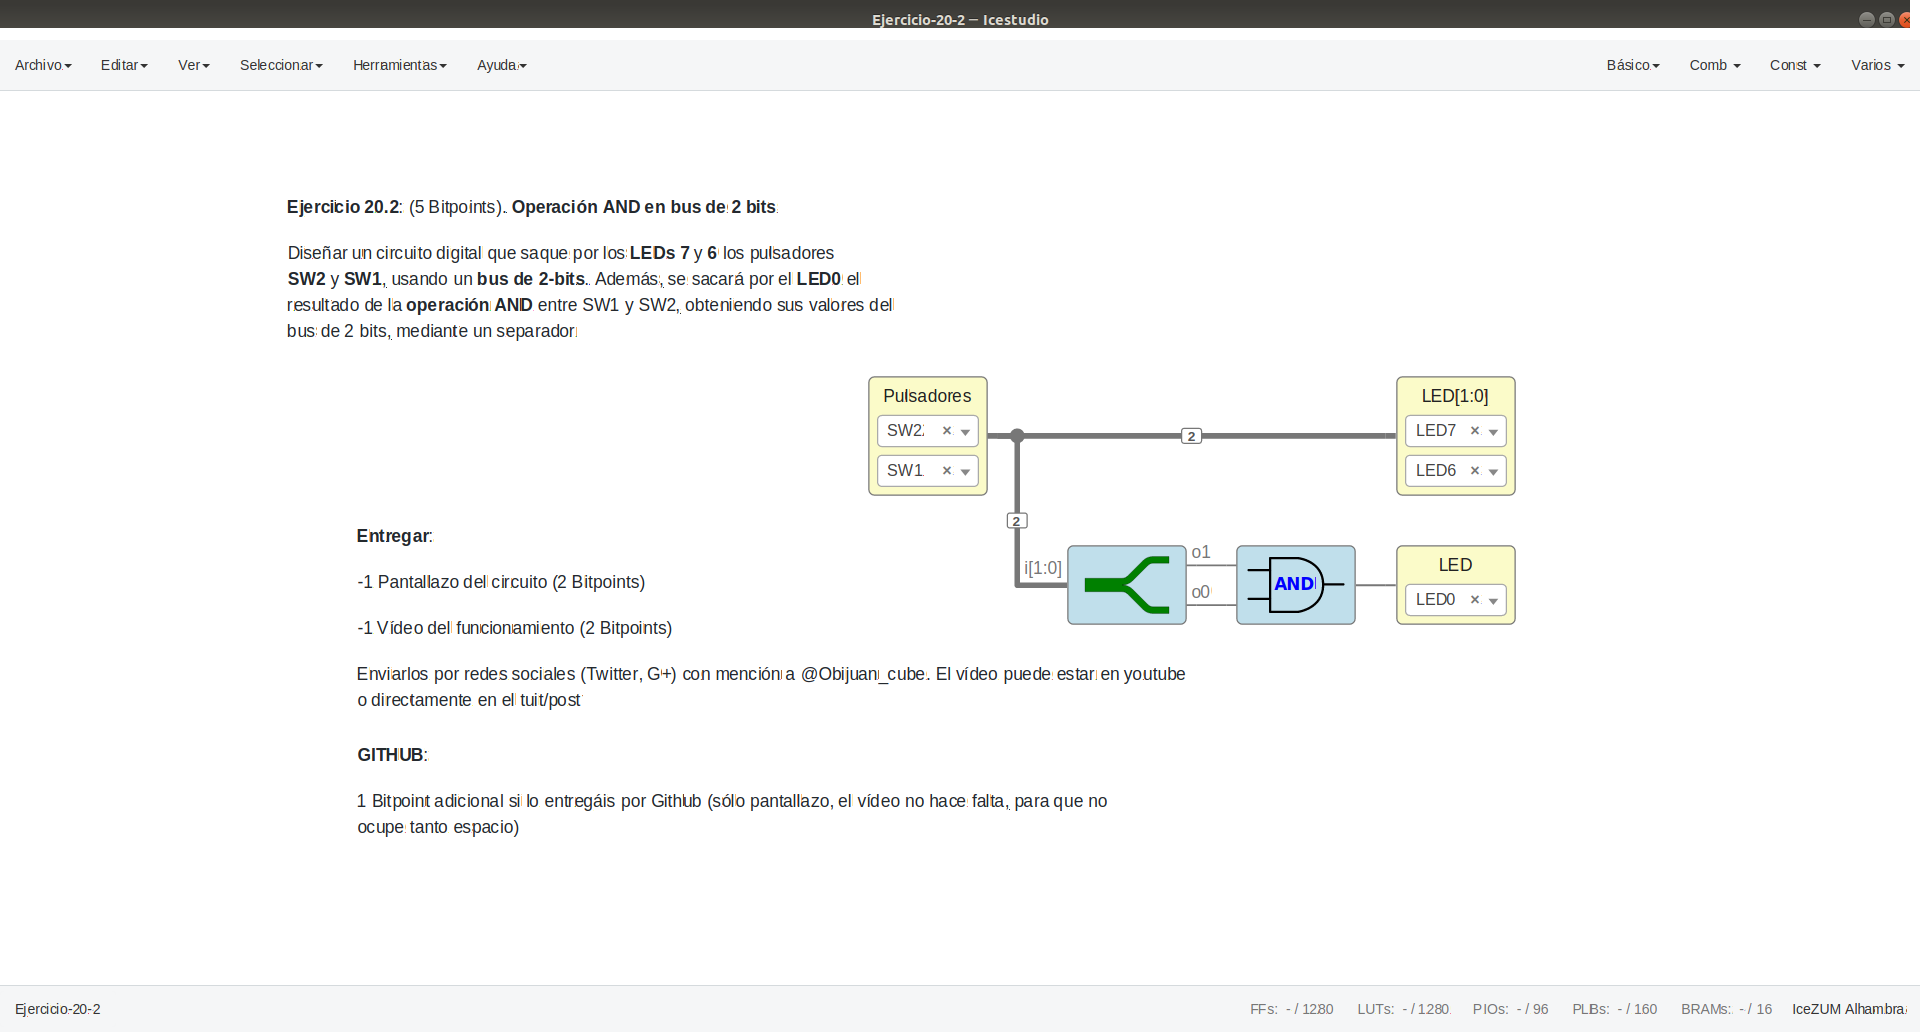 Ejercicio-20-2 — Icestudio
Archivo Editar Ver Seleccionar Herramientas Ayuda Básico Comb Const Varios
Ejercicio 20.2: (5 Bitpoints). Operación AND en bus de 2 bits
Diseñar un circuito digital que saque por los LEDs 7 y 6 los pulsadores
SW2 y SW1, usando un bus de 2-bits. Además, se sacará por el LED0 el
resultado de la operación AND entre SW1 y SW2, obteniendo sus valores del
bus de 2 bits, mediante un separador
Pulsadores
SW2 ×
SW1 ×
2
LED[1:0]
LED7 ×
LED6 ×
2
i[1:0]
o1
o0
AND
LED
LED0 ×
Entregar:
-1 Pantallazo del circuito (2 Bitpoints)
-1 Vídeo del funcionamiento (2 Bitpoints)
Enviarlos por redes sociales (Twitter, G+) con mención a @Obijuan_cube. El vídeo puede estar en youtube
o directamente en el tuit/post
GITHUB:
1 Bitpoint adicional si lo entregáis por Github (sólo pantallazo, el vídeo no hace falta, para que no
ocupe tanto espacio)
Ejercicio-20-2 FFs: - / 1280 LUTs: - / 1280 PIOs: - / 96 PLBs: - / 160 BRAMs: - / 16 IceZUM Alhambra